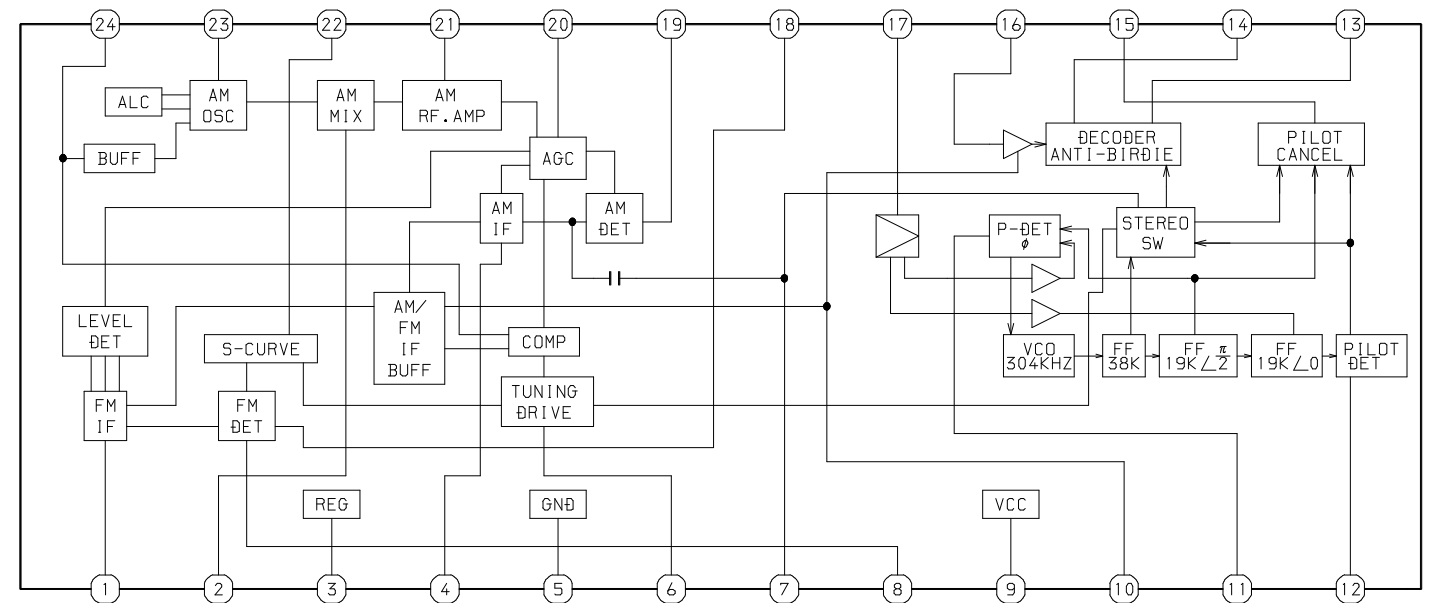 24 23 22 21 20 19 18 17 16 15 14 13
ALC
AM
OSC
AM
MIX
AM
RF.AMP
BUFF
AGC
DECODER
ANTI-BIRDIE
PILOT
CANCEL
AM
IF
AM
DET
P-DET
ø
STEREO
SW
LEVEL
DET
S-CURVE
AM/
FM
IF
BUFF
COMP
VCO
304KHZ
FF
38K
FF
19K∠π/2
FF
19K∠0
PILOT
DET
FM
IF
FM
DET
TUNING
DRIVE
REG
GND
VCC
1 2 3 4 5 6 7 8 9 10 11 12